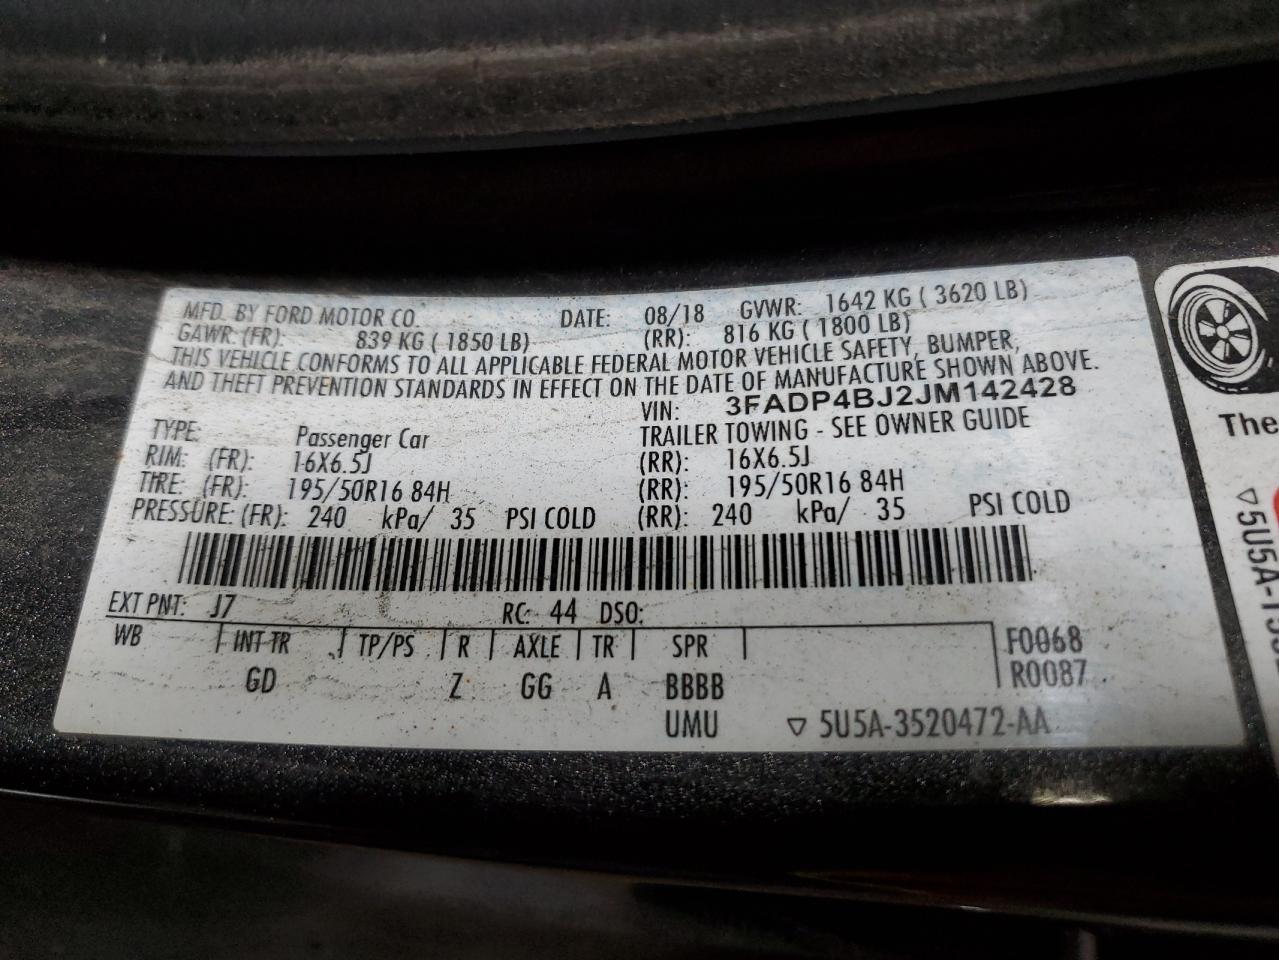 MFD. BY FORD MOTOR CO. DATE: 08/18 GVWR: 1642 KG ( 3620 LB)
GAWR: (FR): 839 KG ( 1850 LB) (RR): 816 KG ( 1800 LB)
THIS VEHICLE CONFORMS TO ALL APPLICABLE FEDERAL MOTOR VEHICLE SAFETY, BUMPER,
AND THEFT PREVENTION STANDARDS IN EFFECT ON THE DATE OF MANUFACTURE SHOWN ABOVE.
VIN: 3FADP4BJ2JM142428
TYPE: Passenger Car TRAILER TOWING - SEE OWNER GUIDE
RIM: (FR): 16X6.5J (RR): 16X6.5J
TIRE: (FR): 195/50R16 84H (RR): 195/50R16 84H
PRESSURE: (FR): 240 kPa/ 35 PSI COLD (RR): 240 kPa/ 35 PSI COLD
EXT PNT: J7 RC: 44 DSO:
WB INT TR TP/PS R AXLE TR SPR F0068
GD Z GG A BBBB R0087
UMU ▽ 5U5A-3520472-AA
The
▽ 5U5A-